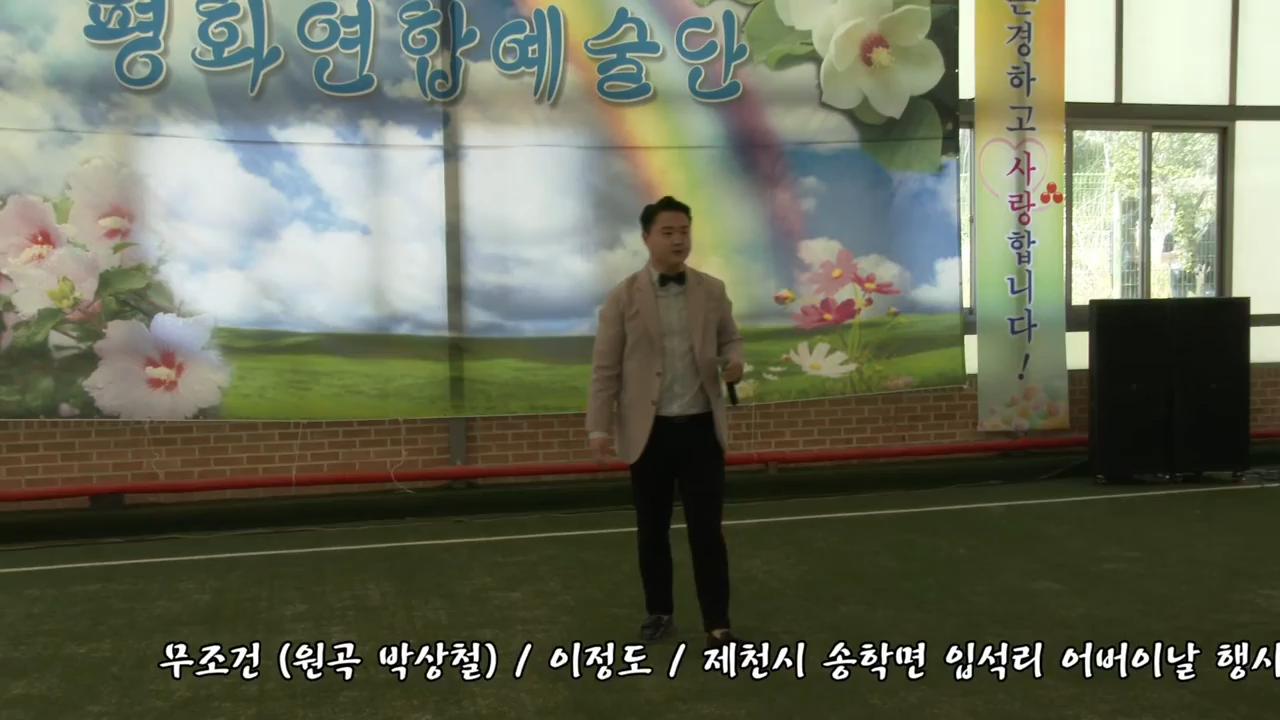 평화연합예술단
존경하고 사랑합니다!
무조건 (원곡 박상철) / 이정도 / 제천시 송학면 입석리 어버이날 행사